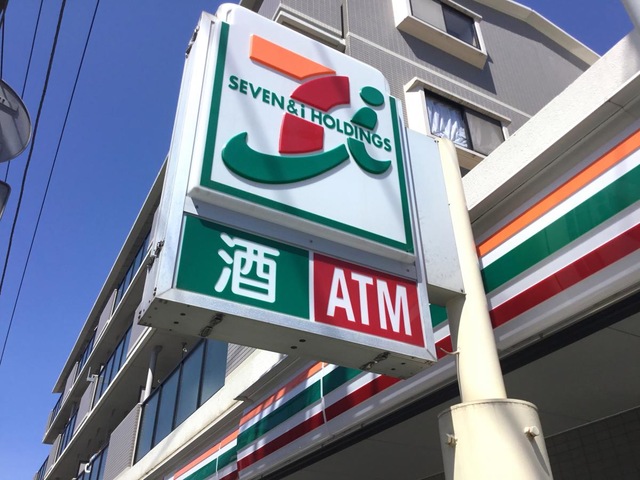 SEVEN & i HOLDINGS
酒 ATM